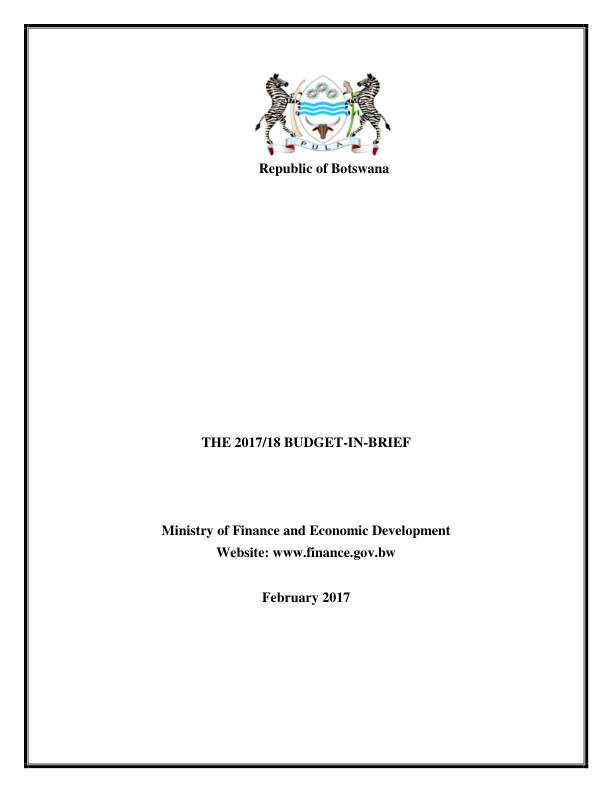 PULA
Republic of Botswana
THE 2017/18 BUDGET-IN-BRIEF
Ministry of Finance and Economic Development
Website: www.finance.gov.bw
February 2017